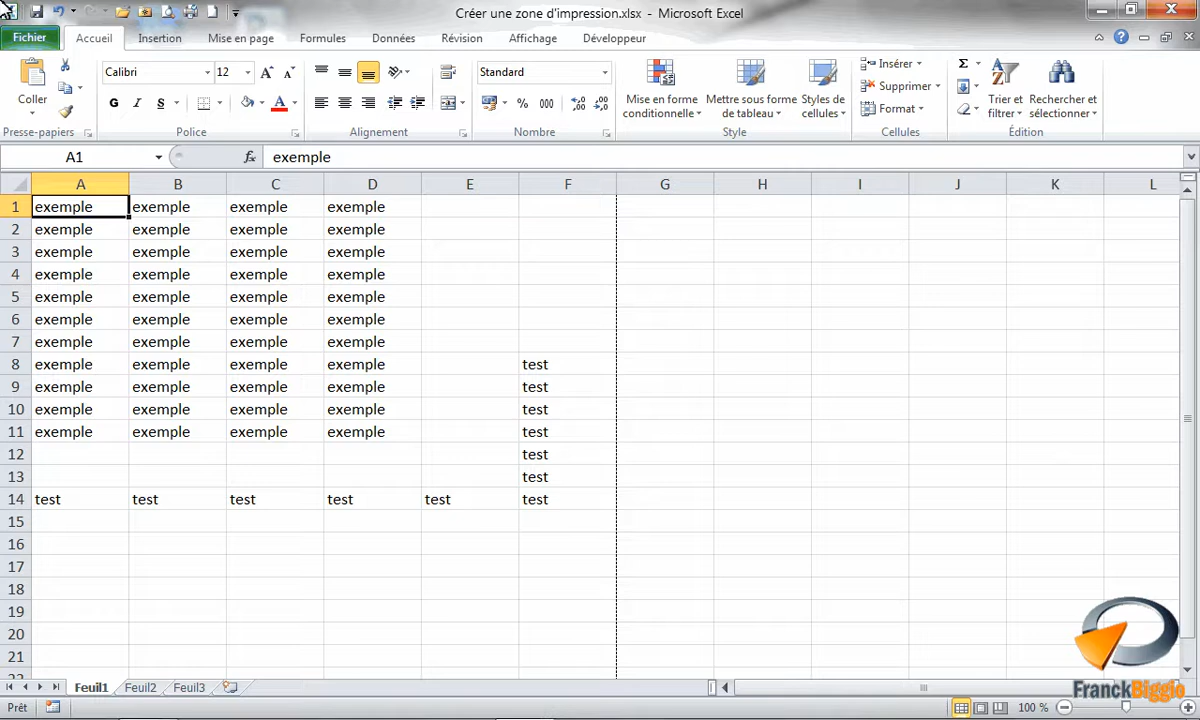 Créer une zone d'impression.xlsx - Microsoft Excel
Fichier Accueil Insertion Mise en page Formules Données Révision Affichage Développeur
Coller
Presse-papiers
Calibri 12
G I S
Police
Alignement
Standard
% 000
Nombre
Mise en forme conditionnelle
Mettre sous forme de tableau
Styles de cellules
Style
Insérer
Supprimer
Format
Cellules
Σ
Trier et filtrer
Rechercher et sélectionner
Édition
A1 fx exemple
A B C D E F G H I J K L
1 exemple exemple exemple exemple
2 exemple exemple exemple exemple
3 exemple exemple exemple exemple
4 exemple exemple exemple exemple
5 exemple exemple exemple exemple
6 exemple exemple exemple exemple
7 exemple exemple exemple exemple
8 exemple exemple exemple exemple test
9 exemple exemple exemple exemple test
10 exemple exemple exemple exemple test
11 exemple exemple exemple exemple test
12 test
13 test
14 test test test test test test
15
16
17
18
19
20
21
FranckBiggio
Feuil1 Feuil2 Feuil3
Prêt 100 %